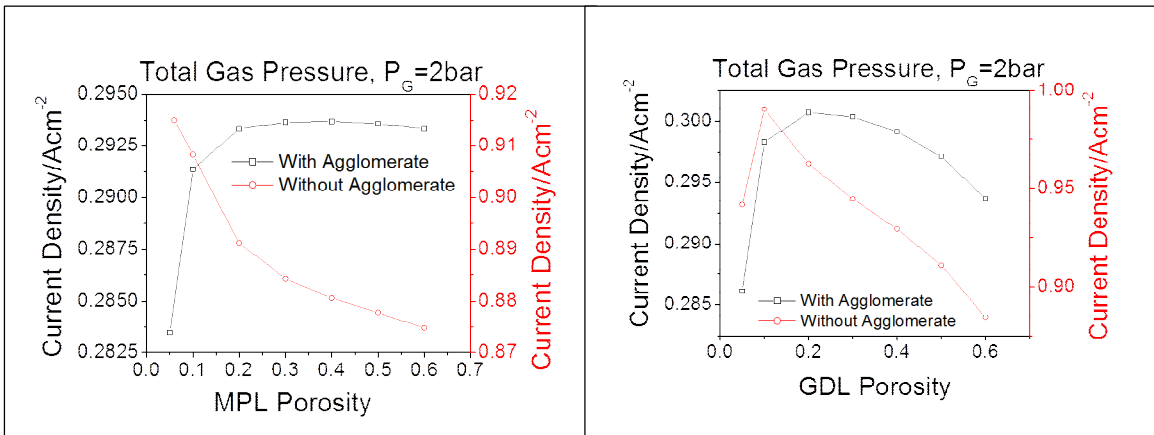 Total Gas Pressure, P_G=2bar
Current Density/Acm^-2
0.2950
0.2925
0.2900
0.2875
0.2850
0.2825
With Agglomerate
Without Agglomerate
0.92
0.91
0.90
0.89
0.88
0.87
Current Density/Acm^-2
0.0 0.1 0.2 0.3 0.4 0.5 0.6 0.7
MPL Porosity
Total Gas Pressure, P_G=2bar
Current Density/Acm^-2
0.300
0.295
0.290
0.285
With Agglomerate
Without Agglomerate
1.00
0.95
0.90
Current Density/Acm^-2
0.0 0.2 0.4 0.6
GDL Porosity